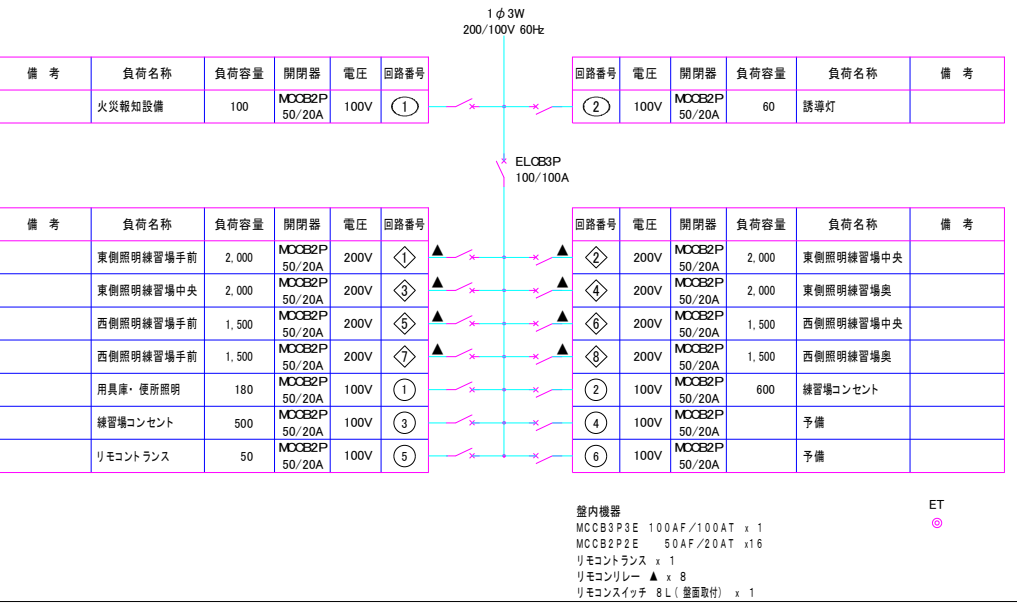 1φ3W
200/100V 60Hz
備 考 負荷名称 負荷容量 開閉器 電圧 回路番号
火災報知設備 100 MCCB2P 50/20A 100V 1
回路番号 電圧 開閉器 負荷容量 負荷名称 備 考
2 100V MCCB2P 50/20A 60 誘導灯
ELCB3P
100/100A
備 考 負荷名称 負荷容量 開閉器 電圧 回路番号
東側照明練習場手前 2,000 MCCB2P 50/20A 200V 1 ▲
東側照明練習場中央 2,000 MCCB2P 50/20A 200V 3 ▲
西側照明練習場手前 1,500 MCCB2P 50/20A 200V 5 ▲
西側照明練習場手前 1,500 MCCB2P 50/20A 200V 7 ▲
用具庫・便所照明 180 MCCB2P 50/20A 100V 1
練習場コンセント 500 MCCB2P 50/20A 100V 3
リモコントランス 50 MCCB2P 50/20A 100V 5
回路番号 電圧 開閉器 負荷容量 負荷名称 備 考
▲ 2 200V MCCB2P 50/20A 2,000 東側照明練習場中央
▲ 4 200V MCCB2P 50/20A 2,000 東側照明練習場奥
▲ 6 200V MCCB2P 50/20A 1,500 西側照明練習場中央
▲ 8 200V MCCB2P 50/20A 1,500 西側照明練習場奥
2 100V MCCB2P 50/20A 600 練習場コンセント
4 100V MCCB2P 50/20A 予備
6 100V MCCB2P 50/20A 予備
盤内機器
MCCB3P3E 100AF/100AT x 1
MCCB2P2E 50AF/20AT x16
リモコントランス x 1
リモコンリレー ▲ x 8
リモコンスイッチ 8L(盤面取付) x 1
ET